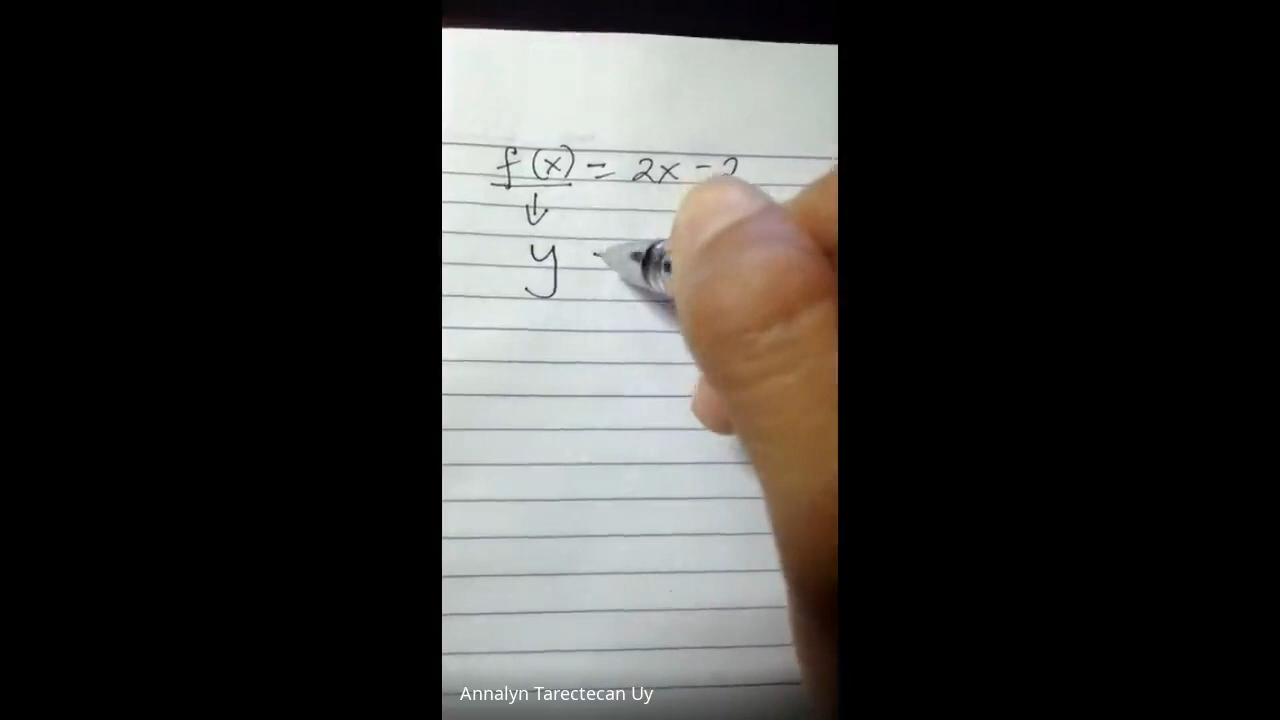 f(x) = 2x -
↓
y
Annalyn Tarectecan Uy